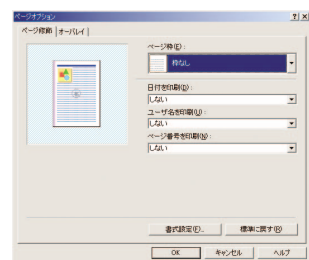 ページオプション
ページ修飾 オーバレイ
ページ枠(E):
枠なし
日付を印刷(D):
しない
ユーザ名を印刷(U):
しない
ページ番号を印刷(N):
しない
書式設定(F)... 標準に戻す(R)
OK キャンセル ヘルプ